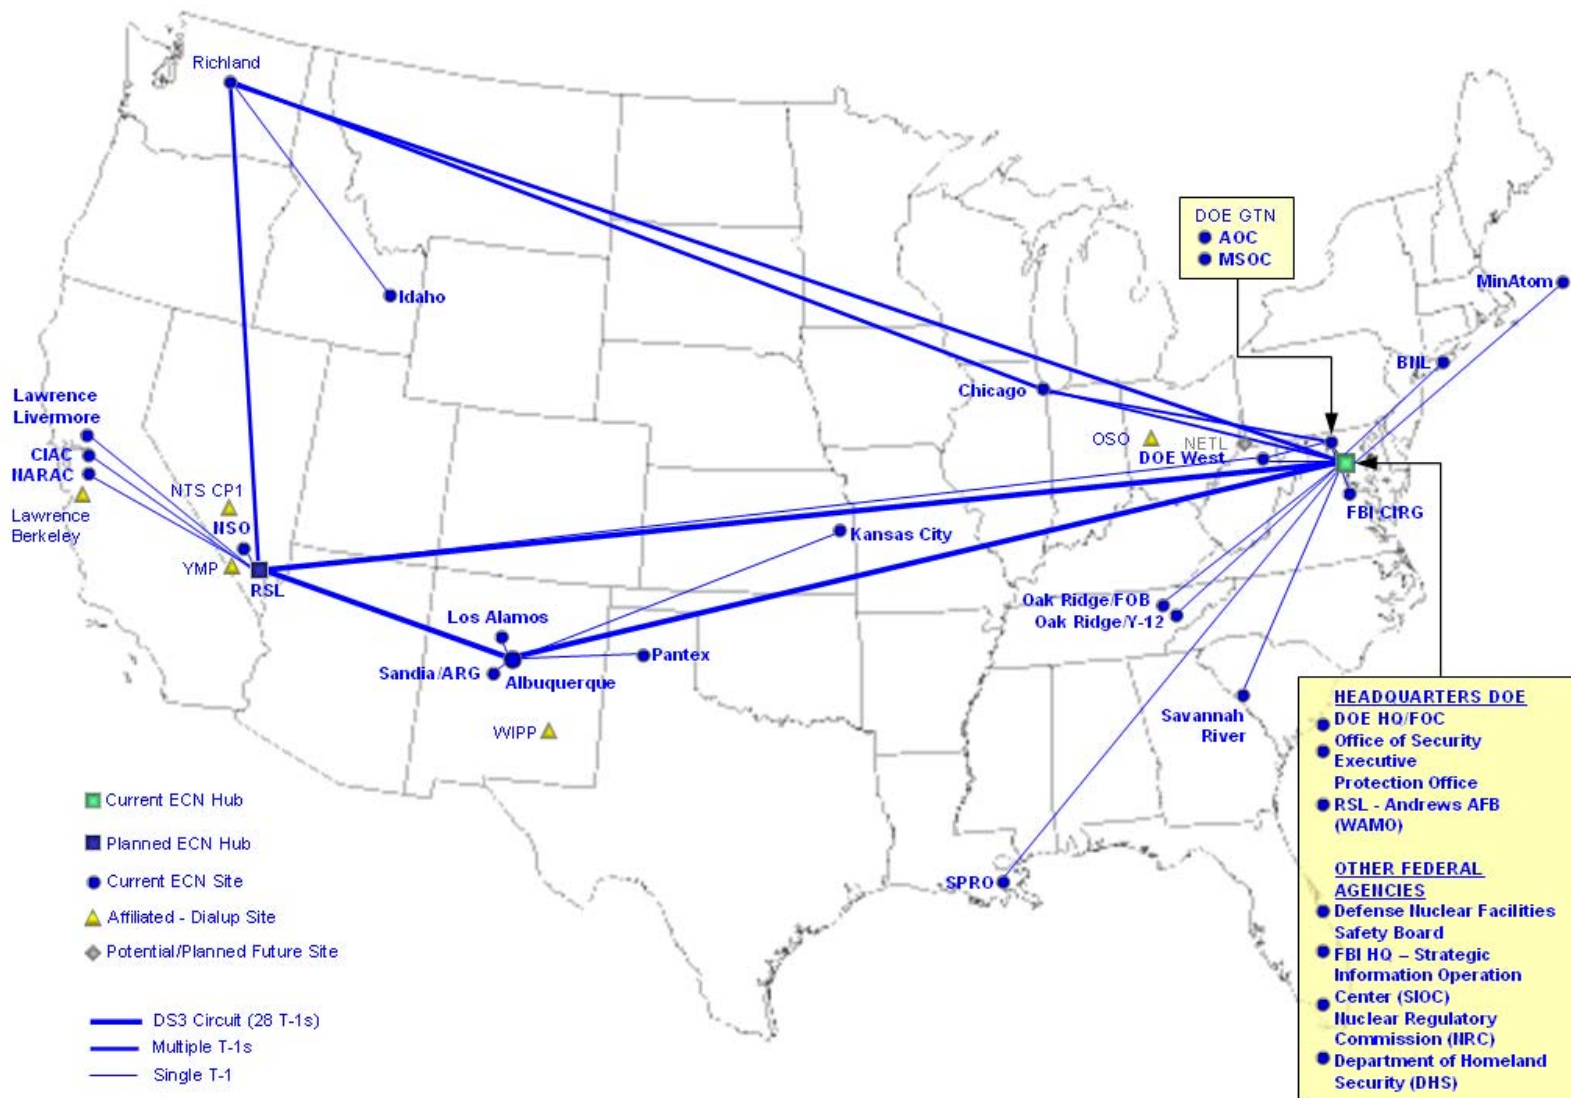 Richland
DOE GTN
AOC
MSOC
MinAtom
Idaho
BNL
Chicago
Lawrence
Livermore
CIAC
NARAC
Lawrence
Berkeley
OSO
NETL
DOE West
FBI CIRG
NTS CP1
NSO
YMP
RSL
Kansas City
Los Alamos
Sandia/ARG
Albuquerque
Pantex
WIPP
Oak Ridge/FOB
Oak Ridge/Y-12
Savannah
River
SPRO
HEADQUARTERS DOE
DOE HQ/FOC
Office of Security
Executive
Protection Office
RSL - Andrews AFB
(WAMO)
OTHER FEDERAL
AGENCIES
Defense Nuclear Facilities
Safety Board
FBI HQ – Strategic
Information Operation
Center (SIOC)
Nuclear Regulatory
Commission (NRC)
Department of Homeland
Security (DHS)
Current ECN Hub
Planned ECN Hub
Current ECN Site
Affiliated - Dialup Site
Potential/Planned Future Site
DS3 Circuit (28 T-1s)
Multiple T-1s
Single T-1